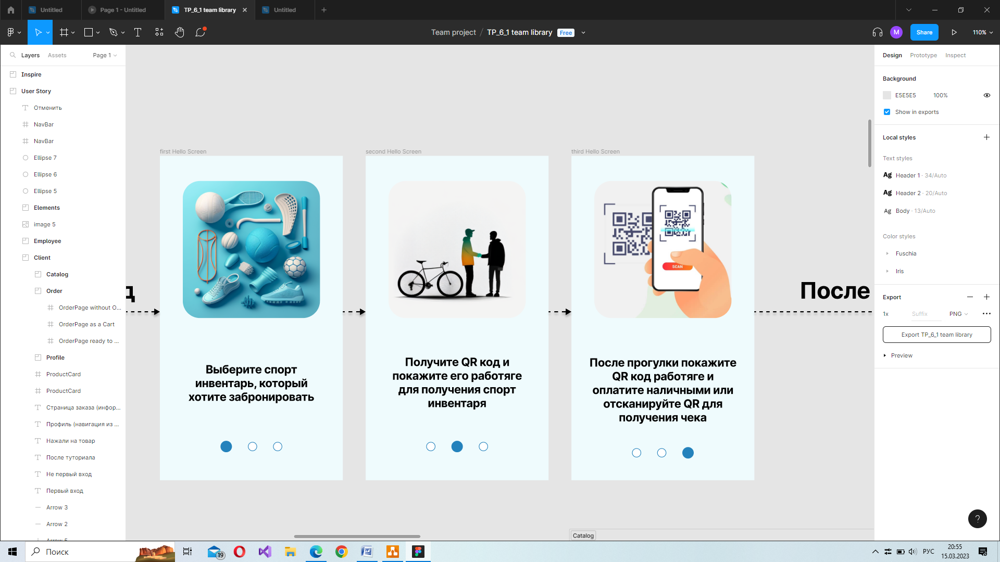 Untitled
Page 1 - Untitled
TP_6_1 team library
Untitled
Team project / TP_6_1 team library Free
M
Share
110%
Layers
Assets
Page 1
Inspire
User Story
Отменить
NavBar
NavBar
Ellipse 7
Ellipse 6
Ellipse 5
Elements
image 5
Employee
Client
Catalog
Order
OrderPage without O...
OrderPage as a Cart
OrderPage ready to ...
Profile
ProductCard
ProductCard
Страница заказа (инфор...
Профиль (навигация из ...
Нажали на товар
После туториала
Не первый вход
Первый вход
Arrow 3
Arrow 2
Arrow 5
д
first Hello Screen
Выберите спорт
инвентарь, который
хотите забронировать
second Hello Screen
Получите QR код и
покажите его работяге
для получения спорт
инвентаря
third Hello Screen
SCAN
После прогулки покажите
QR код работяге и
оплатите наличными или
отсканируйте QR для
получения чека
После
Catalog
Design
Prototype
Inspect
Background
E5E5E5
100%
Show in exports
Local styles
Text styles
Ag Header 1 · 34/Auto
Ag Header 2 · 20/Auto
Ag Body · 13/Auto
Color styles
Fuschia
Iris
Export
1x
Suffix
PNG
Export TP_6_1 team library
Preview
?
Поиск
19
РУС
20:55
15.03.2023